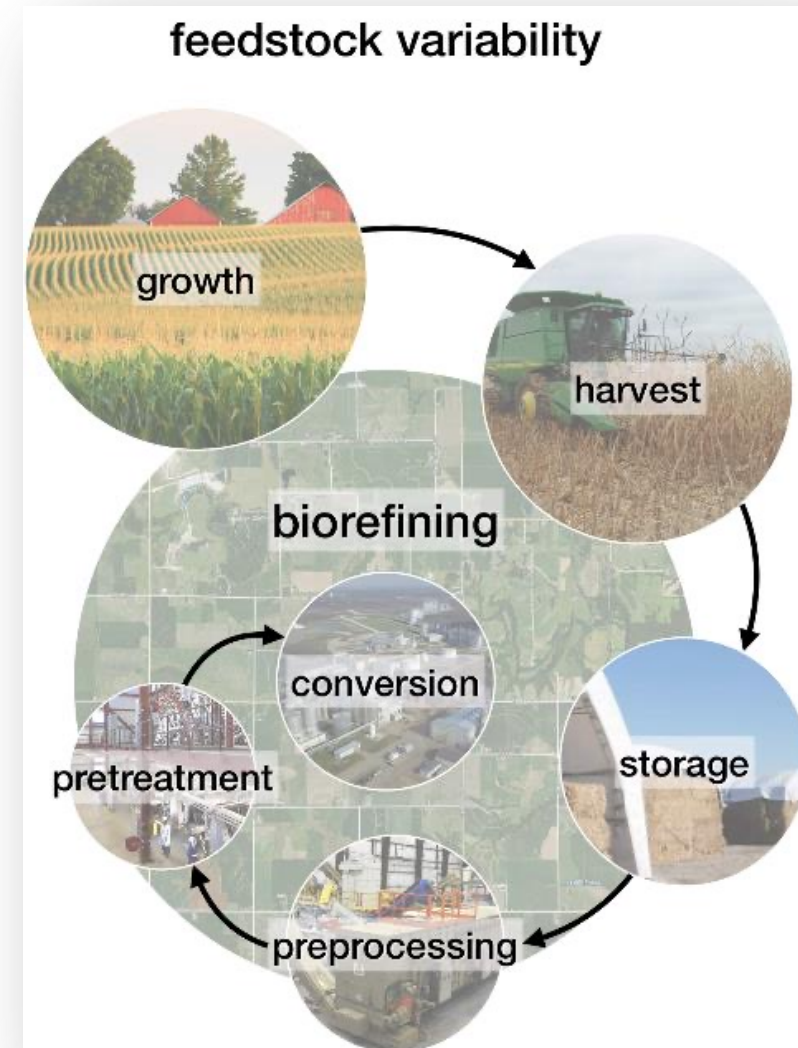 feedstock variability
growth
harvest
biorefining
conversion
pretreatment
storage
preprocessing